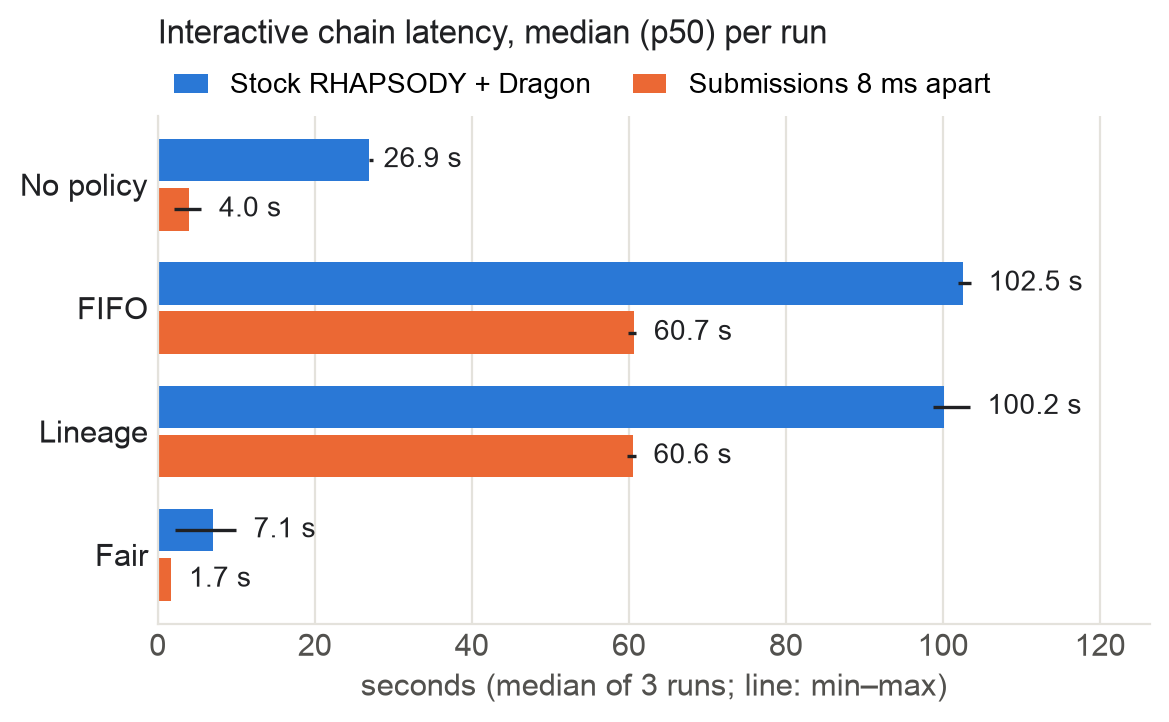 Interactive chain latency, median (p50) per run
Stock RHAPSODY + Dragon Submissions 8 ms apart
No policy
26.9 s
4.0 s
FIFO
102.5 s
60.7 s
Lineage
100.2 s
60.6 s
Fair
7.1 s
1.7 s
0 20 40 60 80 100 120
seconds (median of 3 runs; line: min–max)